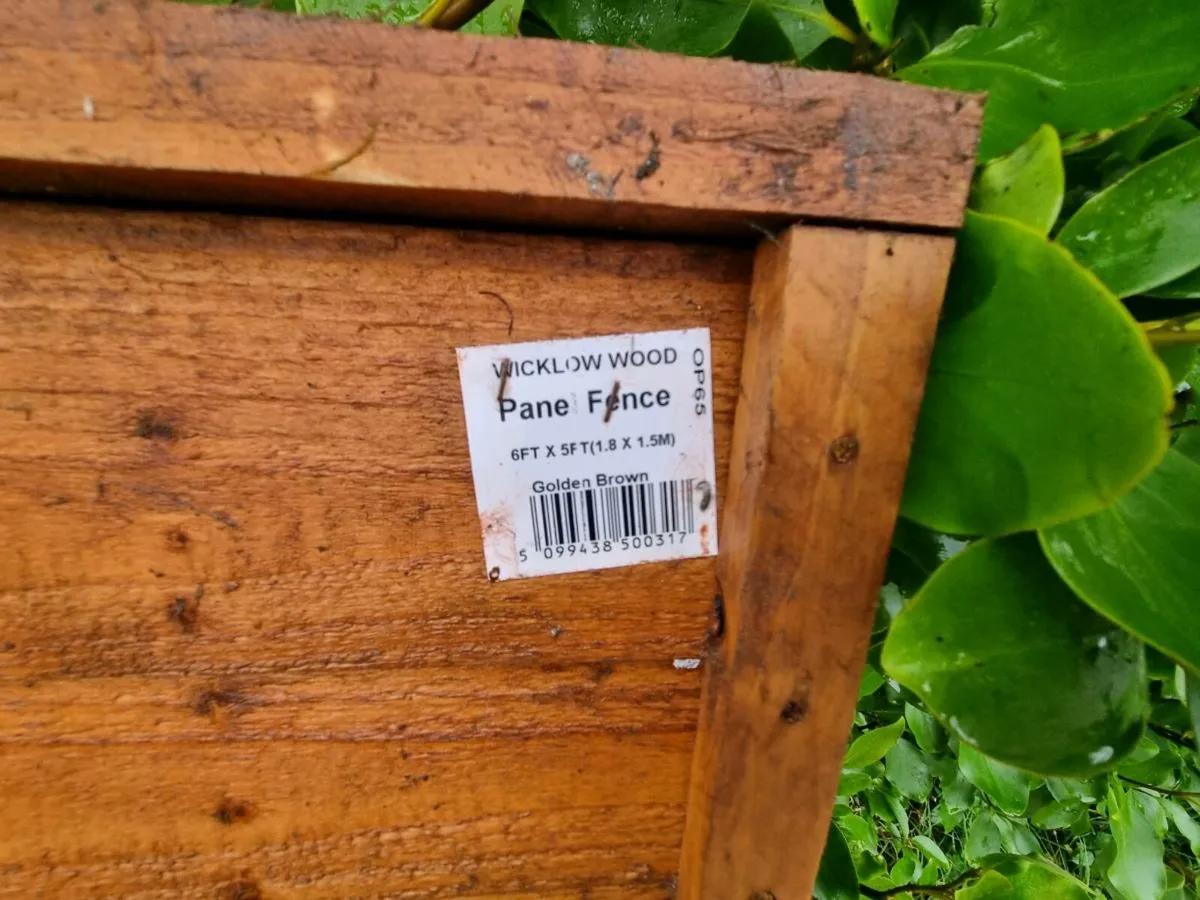 WICKLOW WOOD
Pane Fence
6FT X 5FT(1.8 X 1.5M)
Golden Brown
5 099438 500317
OP65